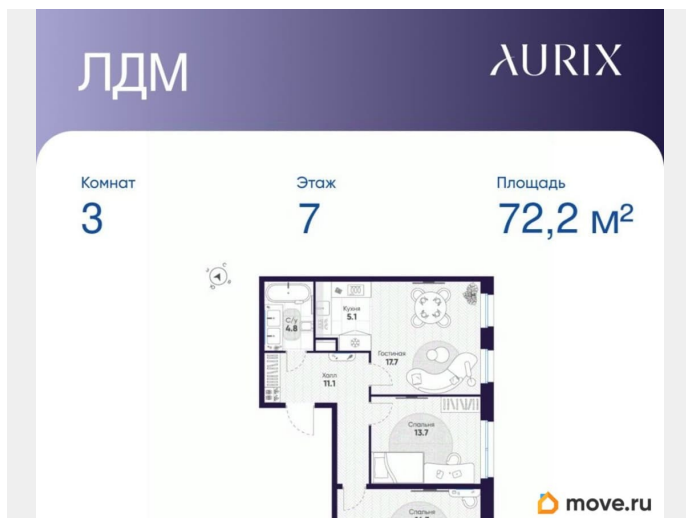 ЛДМ
AURIX
Комнат
3
Этаж
7
Площадь
72,2 м²
Кухня
5.1
С/у
4.8
Гостиная
17.7
Холл
11.1
Спальня
13.7
Спальня
move.ru